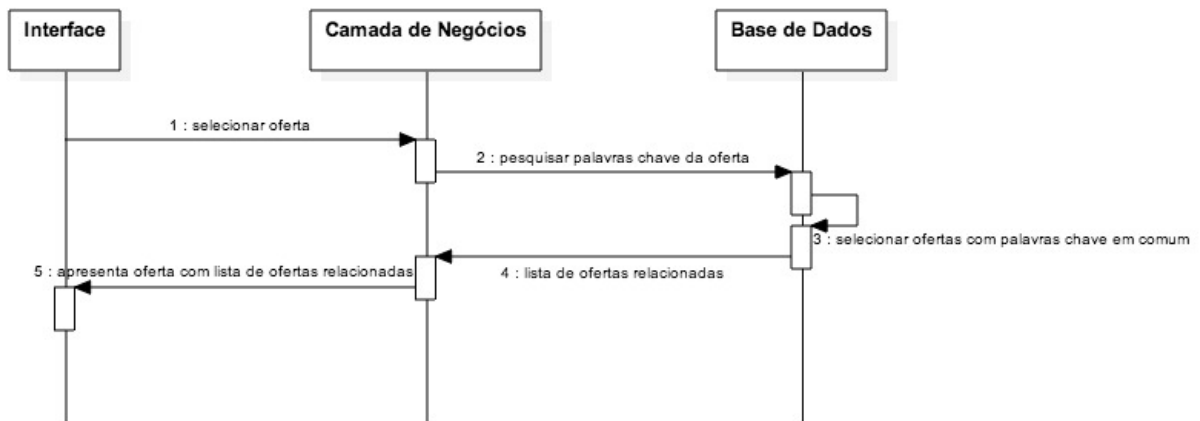 Interface
Camada de Negócios
Base de Dados
1 : selecionar oferta
2 : pesquisar palavras chave da oferta
3 : selecionar ofertas com palavras chave em comum
4 : lista de ofertas relacionadas
5 : apresenta oferta com lista de ofertas relacionadas